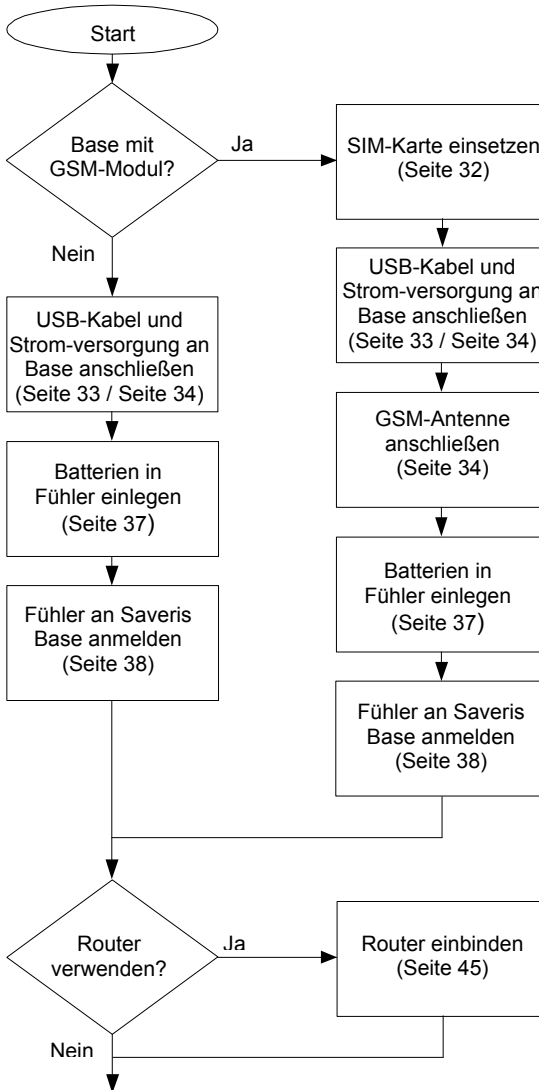 Start
Base mit
GSM-Modul?
Ja
SIM-Karte einsetzen
(Seite 32)
Nein
USB-Kabel und
Strom-versorgung an
Base anschließen
(Seite 33 / Seite 34)
Batterien in
Fühler einlegen
(Seite 37)
Fühler an Saveris
Base anmelden
(Seite 38)
USB-Kabel und
Strom-versorgung an
Base anschließen
(Seite 33 / Seite 34)
GSM-Antenne
anschließen
(Seite 34)
Batterien in
Fühler einlegen
(Seite 37)
Fühler an Saveris
Base anmelden
(Seite 38)
Router
verwenden?
Ja
Router einbinden
(Seite 45)
Nein